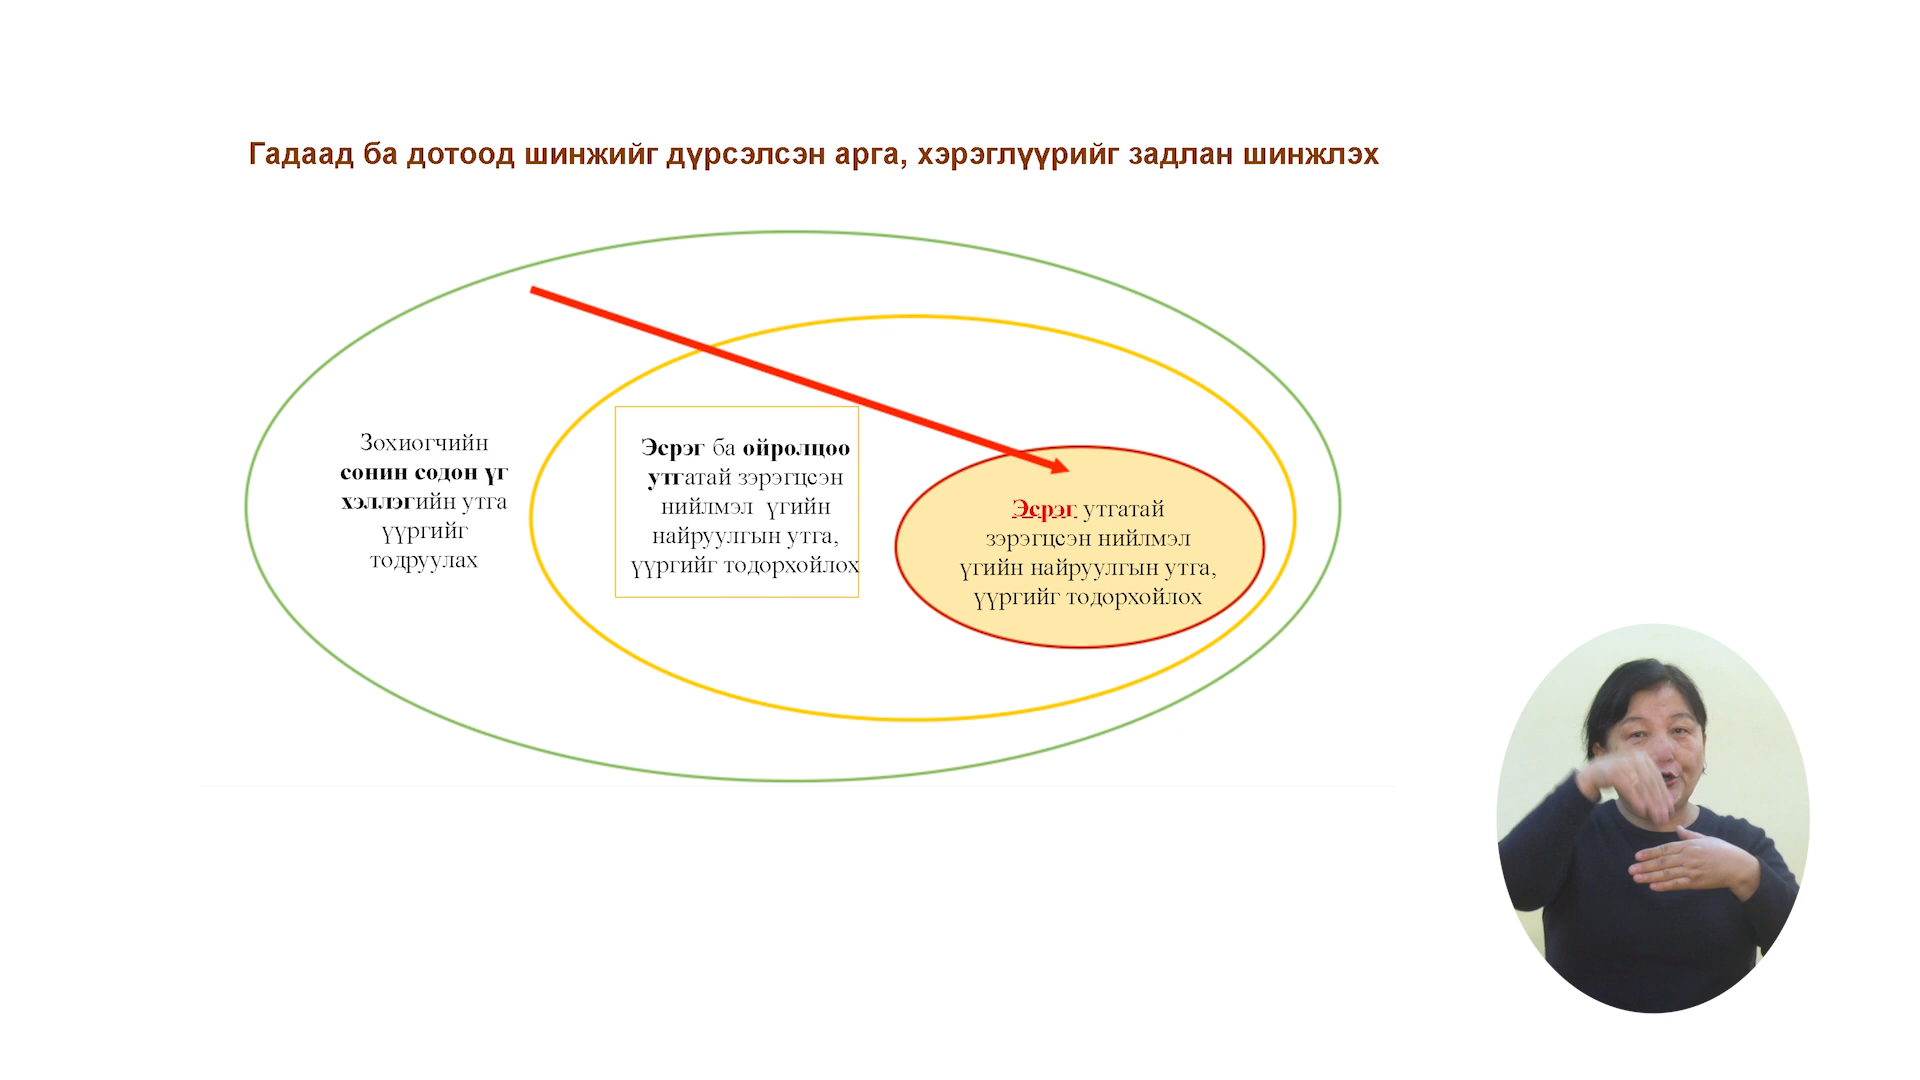 Гадаад ба дотоод шинжийг дүрсэлсэн арга, хэрэглүүрийг задлан шинжлэх
Зохиогчийн
сонин содон үг
хэллэгийн утга
үүргийг
тодруулах
Эсрэг ба ойролцоо
утгатай зэрэгцсэн
нийлмэл үгийн
найруулгын утга,
үүргийг тодорхойлох
Эсрэг утгатай
зэрэгцсэн нийлмэл
үгийн найруулгын утга,
үүргийг тодорхойлох